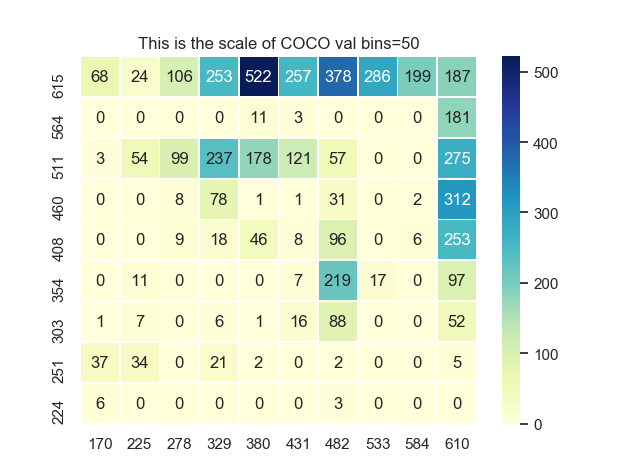 This is the scale of COCO val bins=50
615 68 24 106 253 522 257 378 286 199 187
564 0 0 0 0 11 3 0 0 0 181
511 3 54 99 237 178 121 57 0 0 275
460 0 0 8 78 1 1 31 0 2 312
408 0 0 9 18 46 8 96 0 6 253
354 0 11 0 0 0 7 219 17 0 97
303 1 7 0 6 1 16 88 0 0 52
251 37 34 0 21 2 0 2 0 0 5
224 6 0 0 0 0 0 3 0 0 0
170 225 278 329 380 431 482 533 584 610
500
400
300
200
100
0